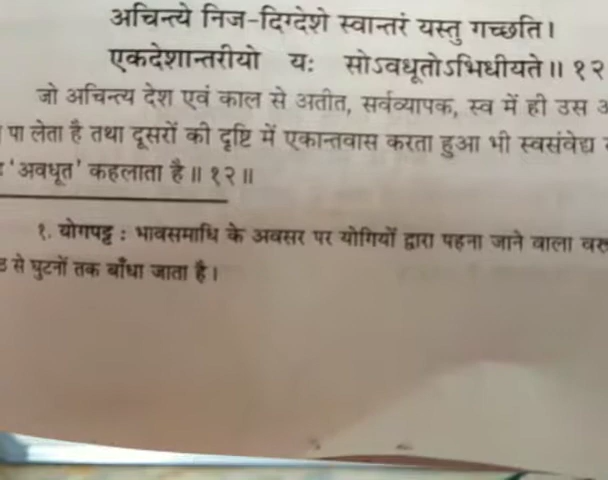 अचिन्त्ये निज-दिग्देशे स्वान्तरं यस्तु गच्छति।
एकदेशान्तरीयो यः सोऽवधूतोऽभिधीयते॥ १२
जो अचिन्त्य देश एवं काल से अतीत, सर्वव्यापक, स्व में ही उस
पा लेता है तथा दूसरों की दृष्टि में एकान्तवास करता हुआ भी स्वसंवेद्य
'अवधूत' कहलाता है॥ १२॥
१. योगपट्ट : भावसमाधि के अवसर पर योगियों द्वारा पहना जाने वाला
से घुटनों तक बाँधा जाता है।